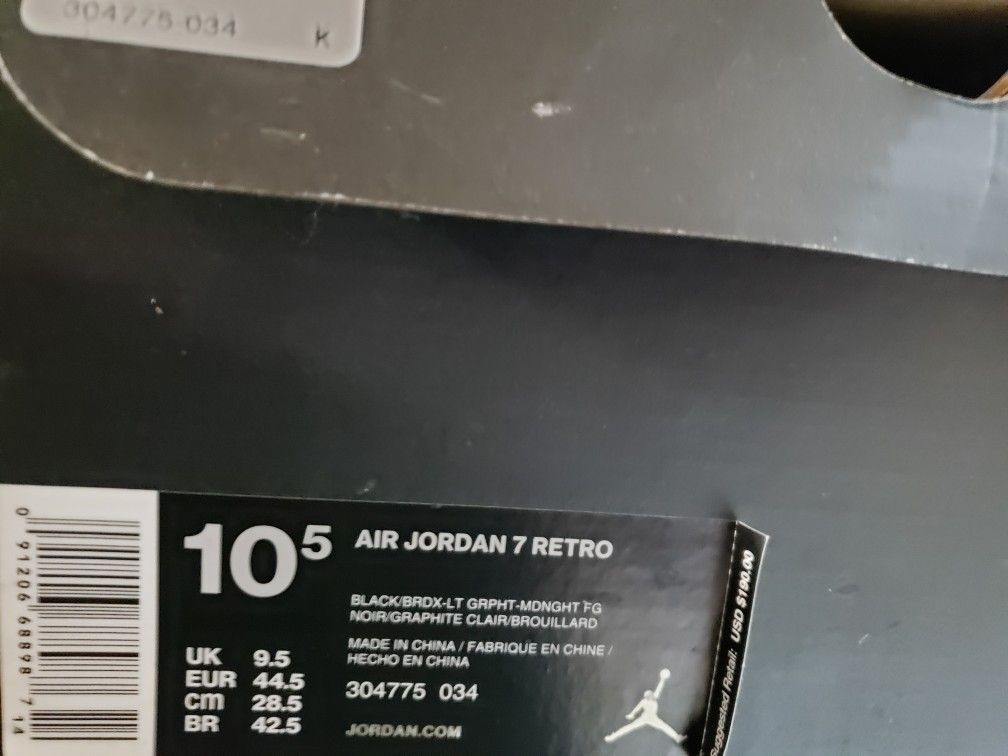 304775-034 K
10⁵ AIR JORDAN 7 RETRO
BLACK/BRDX-LT GRPHT-MDNGHT FG
NOIR/GRAPHITE CLAIR/BROUILLARD
MADE IN CHINA / FABRIQUE EN CHINE /
HECHO EN CHINA
UK 9.5
EUR 44.5
cm 28.5
BR 42.5
304775 034
JORDAN.COM
Suggested Retail: USD $190.00
0 91206 68898 7 14